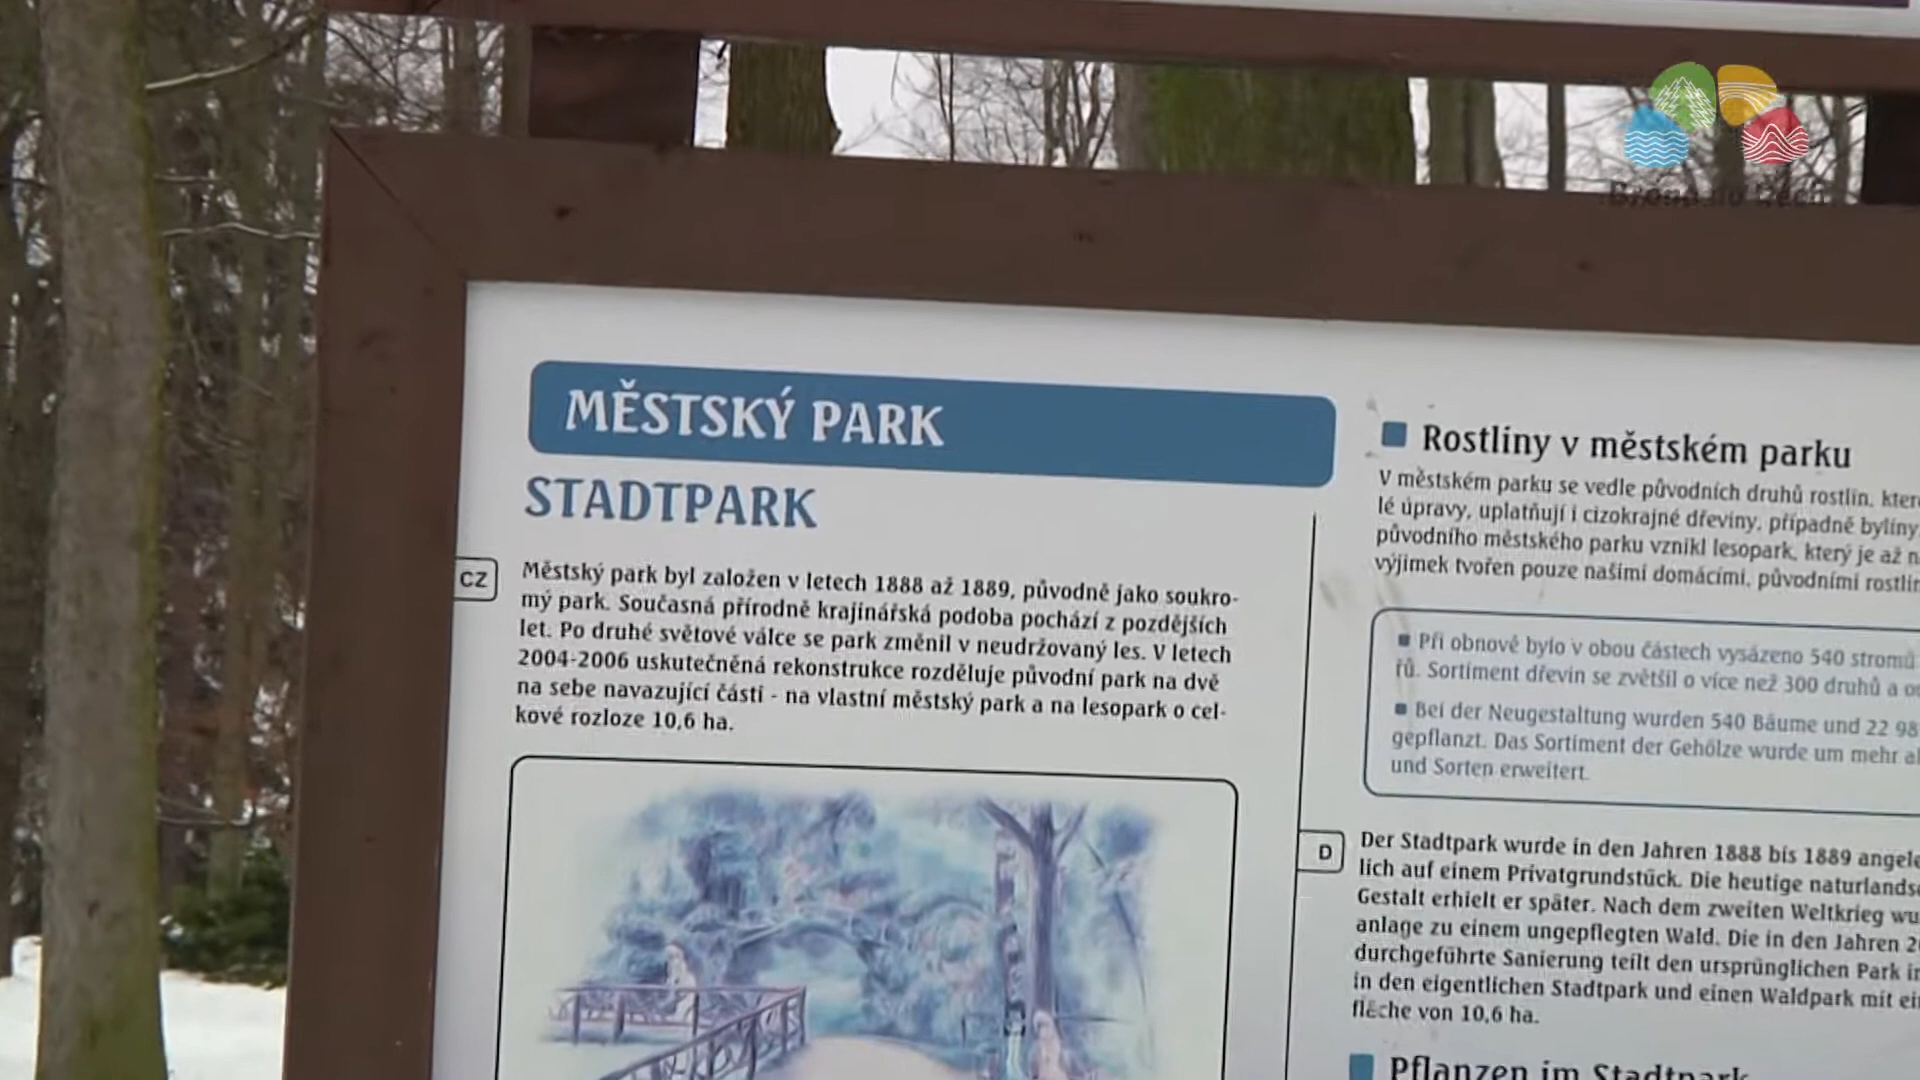 MĚSTSKÝ PARK
STADTPARK
CZ
Městský park byl založen v letech 1888 až 1889, původně jako soukro-
mý park. Současná přírodně krajinářská podoba pochází z pozdějších
let. Po druhé světové válce se park změnil v neudržovaný les. V letech
2004-2006 uskutečněná rekonstrukce rozděluje původní park na dvě
na sebe navazující části - na vlastní městský park a na lesopark o cel-
kové rozloze 10,6 ha.
Rostliny v městském parku
V městském parku se vedle původních druhů rostlin,
lé úpravy, uplatňují i cizokrajné dřeviny, případně byliny
původního městského parku vznikl lesopark, který je až
výjimek tvořen pouze našimi domácími, původními
Při obnově bylo v obou částech vysázeno 540 stromů
řů. Sortiment dřevin se zvětšil o více než 300 druhů a
Bei der Neugestaltung wurden 540 Bäume und 22
gepflanzt. Das Sortiment der Gehölze wurde um mehr
und Sorten erweitert.
D
Der Stadtpark wurde in den Jahren 1888 bis 1889
lich auf einem Privatgrundstück. Die heutige
Gestalt erhielt er später. Nach dem zweiten Weltkrieg
anlage zu einem ungepflegten Wald. Die in den Jahren
durchgeführte Sanierung teilt den ursprünglichen Park
in den eigentlichen Stadtpark und einen Waldpark mit
fläche von 10,6 ha.
Pflanzen im Stadtpark